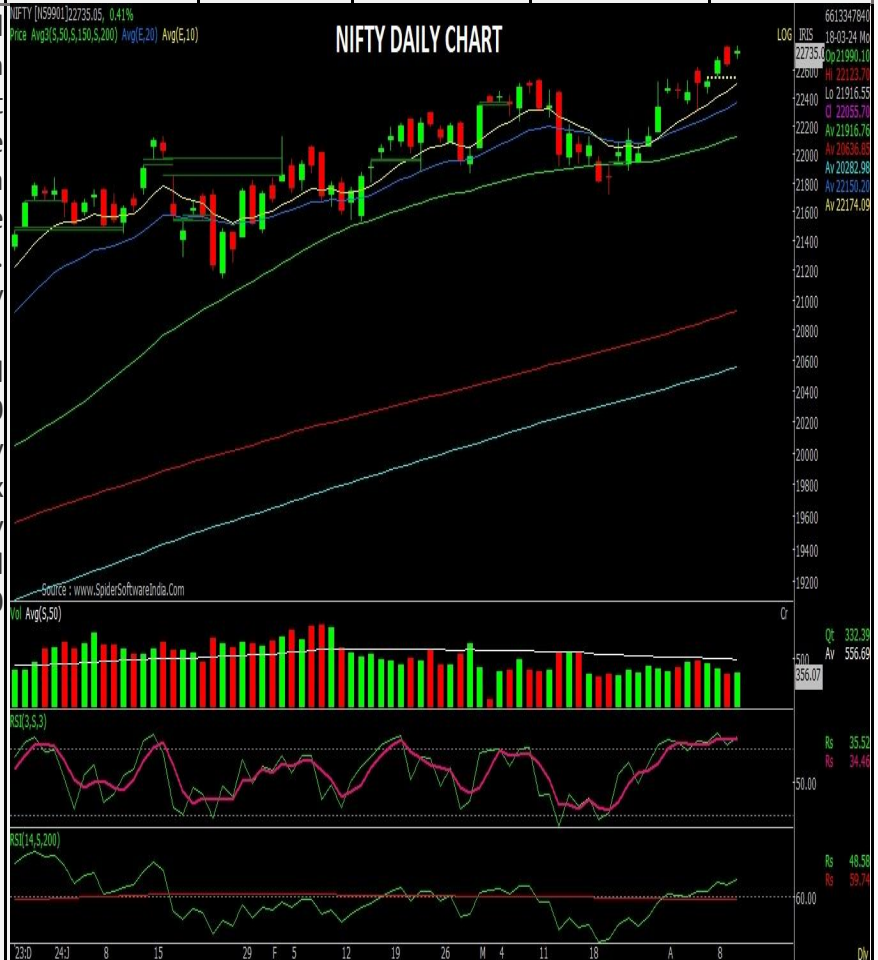 NIFTY [N59901]22735.05, 0.41%
Price Avg3(S,50,S,150,S,200) Avg(E,20) Avg(E,10)
NIFTY DAILY CHART
LOG
IRIS
6613347840
18-03-24 Mo
22735.0
Op 21990.10
Hi 22123.70
Lo 21916.55
Cl 22055.70
Av 21916.76
Av 20636.85
Av 20282.98
Av 22150.20
Av 22174.09
22600
22400
22200
22000
21800
21600
21400
21200
21000
20800
20600
20400
20200
20000
19800
19600
19400
19200
Source : www.SpiderSoftwareIndia.com
Vol Avg(S,50)
Cr
Qt 332.39
Av 556.69
500
356.07
RSI(3,S,3)
Rs 35.52
Rs 34.46
50.00
RSI(14,S,200)
Rs 48.58
Rs 59.74
60.00
23:D 24:J 8 15 29 F 5 12 19 26 M 4 11 18 A 8
Dly